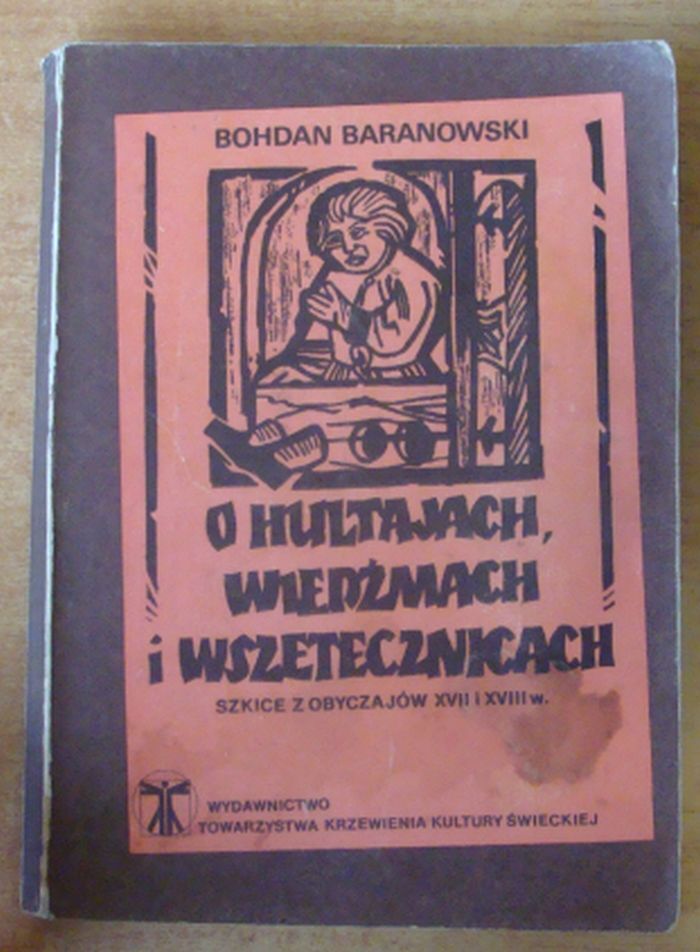 BOHDAN BARANOWSKI
O HULTAJACH,
WIEDŹMACH
i WSZETECZNICACH
SZKICE Z OBYCZAJÓW XVII i XVIII w.
WYDAWNICTWO
TOWARZYSTWA KRZEWIENIA KULTURY ŚWIECKIEJ